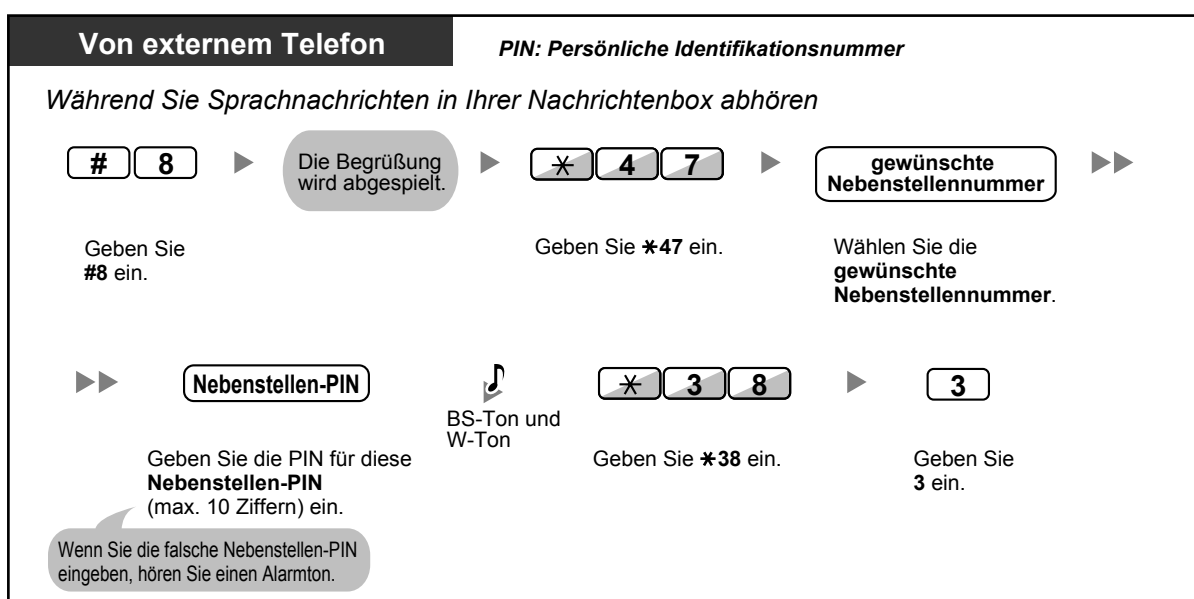 Von externem Telefon
PIN: Persönliche Identifikationsnummer
Während Sie Sprachnachrichten in Ihrer Nachrichtenbox abhören
# 8
Die Begrüßung
wird abgespielt.
* 4 7
gewünschte
Nebenstellennummer
Geben Sie
#8 ein.
Geben Sie *47 ein.
Wählen Sie die
gewünschte
Nebenstellennummer.
Nebenstellen-PIN
BS-Ton und
W-Ton
* 3 8
3
Geben Sie die PIN für diese
Nebenstellen-PIN
(max. 10 Ziffern) ein.
Geben Sie *38 ein.
Geben Sie
3 ein.
Wenn Sie die falsche Nebenstellen-PIN
eingeben, hören Sie einen Alarmton.